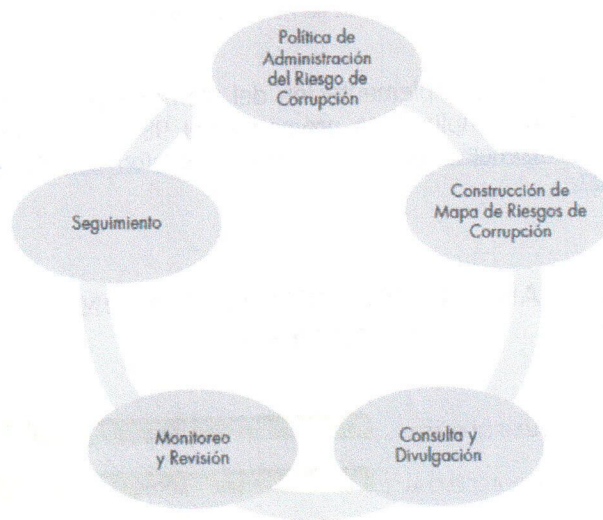 Política de
Administración
del Riesgo de
Corrupción
Construcción de
Mapa de Riesgos de
Corrupción
Consulta y
Divulgación
Monitoreo
y Revisión
Seguimiento